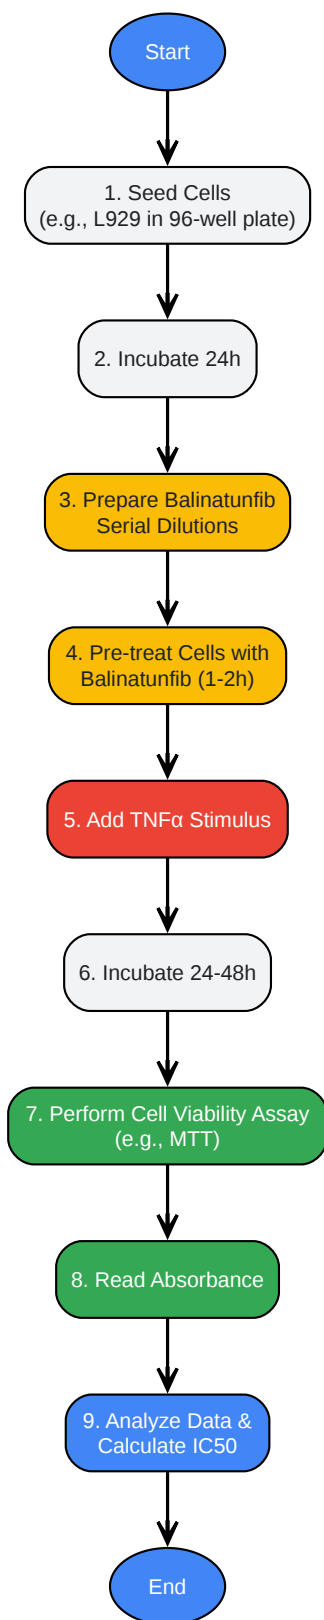 Start
1. Seed Cells
(e.g., L929 in 96-well plate)
2. Incubate 24h
3. Prepare Balinatunfib
Serial Dilutions
4. Pre-treat Cells with
Balinatunfib (1-2h)
5. Add TNFα Stimulus
6. Incubate 24-48h
7. Perform Cell Viability Assay
(e.g., MTT)
8. Read Absorbance
9. Analyze Data &
Calculate IC50
End